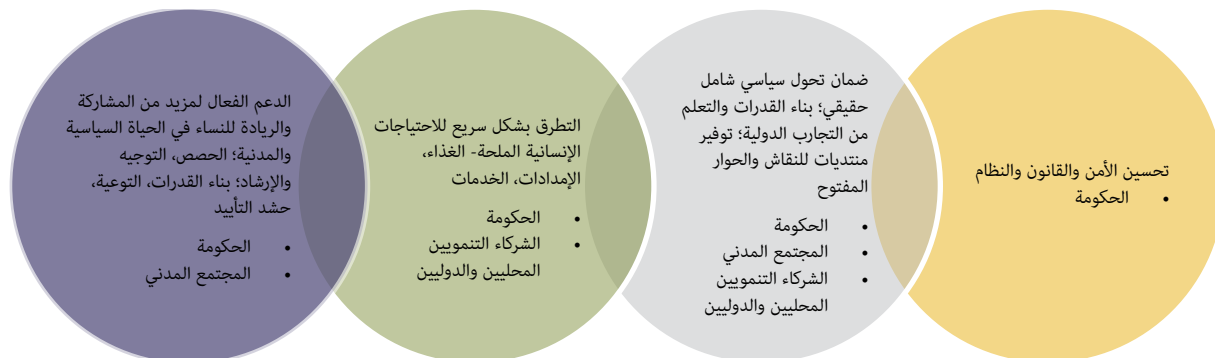 تحسين الأمن والقانون والنظام
• الحكومة
ضمان تحول سياسي شامل
حقيقي؛ بناء القدرات والتعلم
من التجارب الدولية؛ توفير
منتديات للنقاش والحوار
المفتوح
• الحكومة
• المجتمع المدني
• الشركاء التنمويين
المحليين والدوليين
التطرق بشكل سريع للاحتياجات
الإنسانية الملحة- الغذاء،
الإمدادات، الخدمات
• الحكومة
• الشركاء التنمويين
المحليين والدوليين
الدعم الفعال لمزيد من المشاركة
والريادة للنساء في الحياة السياسية
والمدنية؛ الحصص، التوجيه
والإرشاد؛ بناء القدرات، التوعية،
حشد التأييد
• الحكومة
• المجتمع المدني